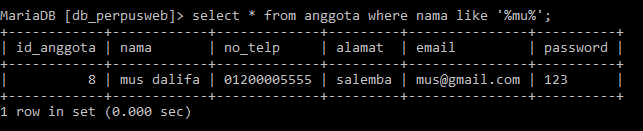 MariaDB [db_perpusweb]> select * from anggota where nama like '%mu%';
+------------+------------+-------------+---------+---------------+----------+
| id_anggota | nama       | no_telp     | alamat  | email         | password |
+------------+------------+-------------+---------+---------------+----------+
|          8 | mus dalifa | 01200005555 | salemba | mus@gmail.com | 123      |
+------------+------------+-------------+---------+---------------+----------+
1 row in set (0.000 sec)